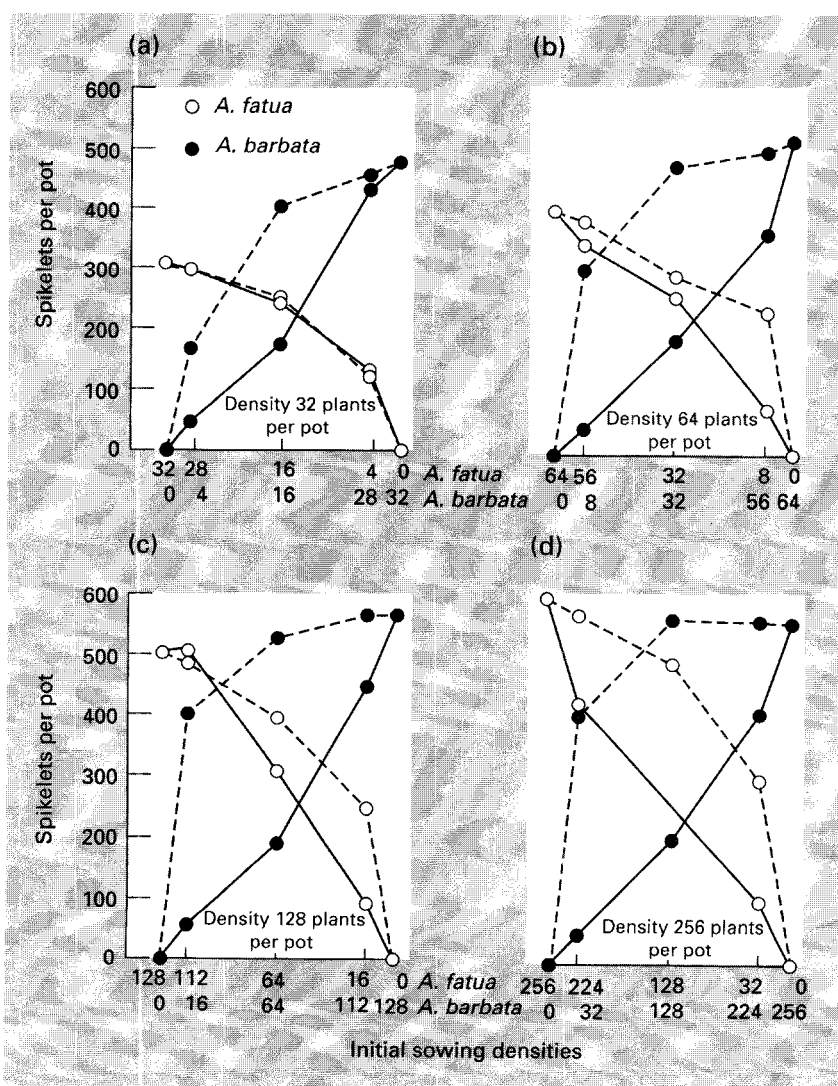 (a)
600
500
400
300
200
100
0
Spikelets per pot
A. fatua
A. barbata
Density 32 plants
per pot
32 28 16 4 0 A. fatua
0 4 16 28 32 A. barbata
(b)
Density 64 plants
per pot
64 56 32 8 0
0 8 32 56 64
(c)
600
500
400
300
200
100
0
Spikelets per pot
Density 128 plants
per pot
128 112 64 16 0 A. fatua
0 16 64 112 128 A. barbata
(d)
Density 256 plants
per pot
256 224 128 32 0
0 32 128 224 256
Initial sowing densities